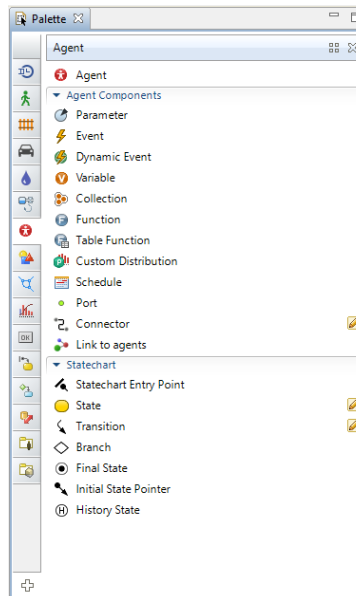 Palette
Agent
Agent
Agent Components
Parameter
Event
Dynamic Event
Variable
Collection
Function
Table Function
Custom Distribution
Schedule
Port
Connector
Link to agents
Statechart
Statechart Entry Point
State
Transition
Branch
Final State
Initial State Pointer
History State